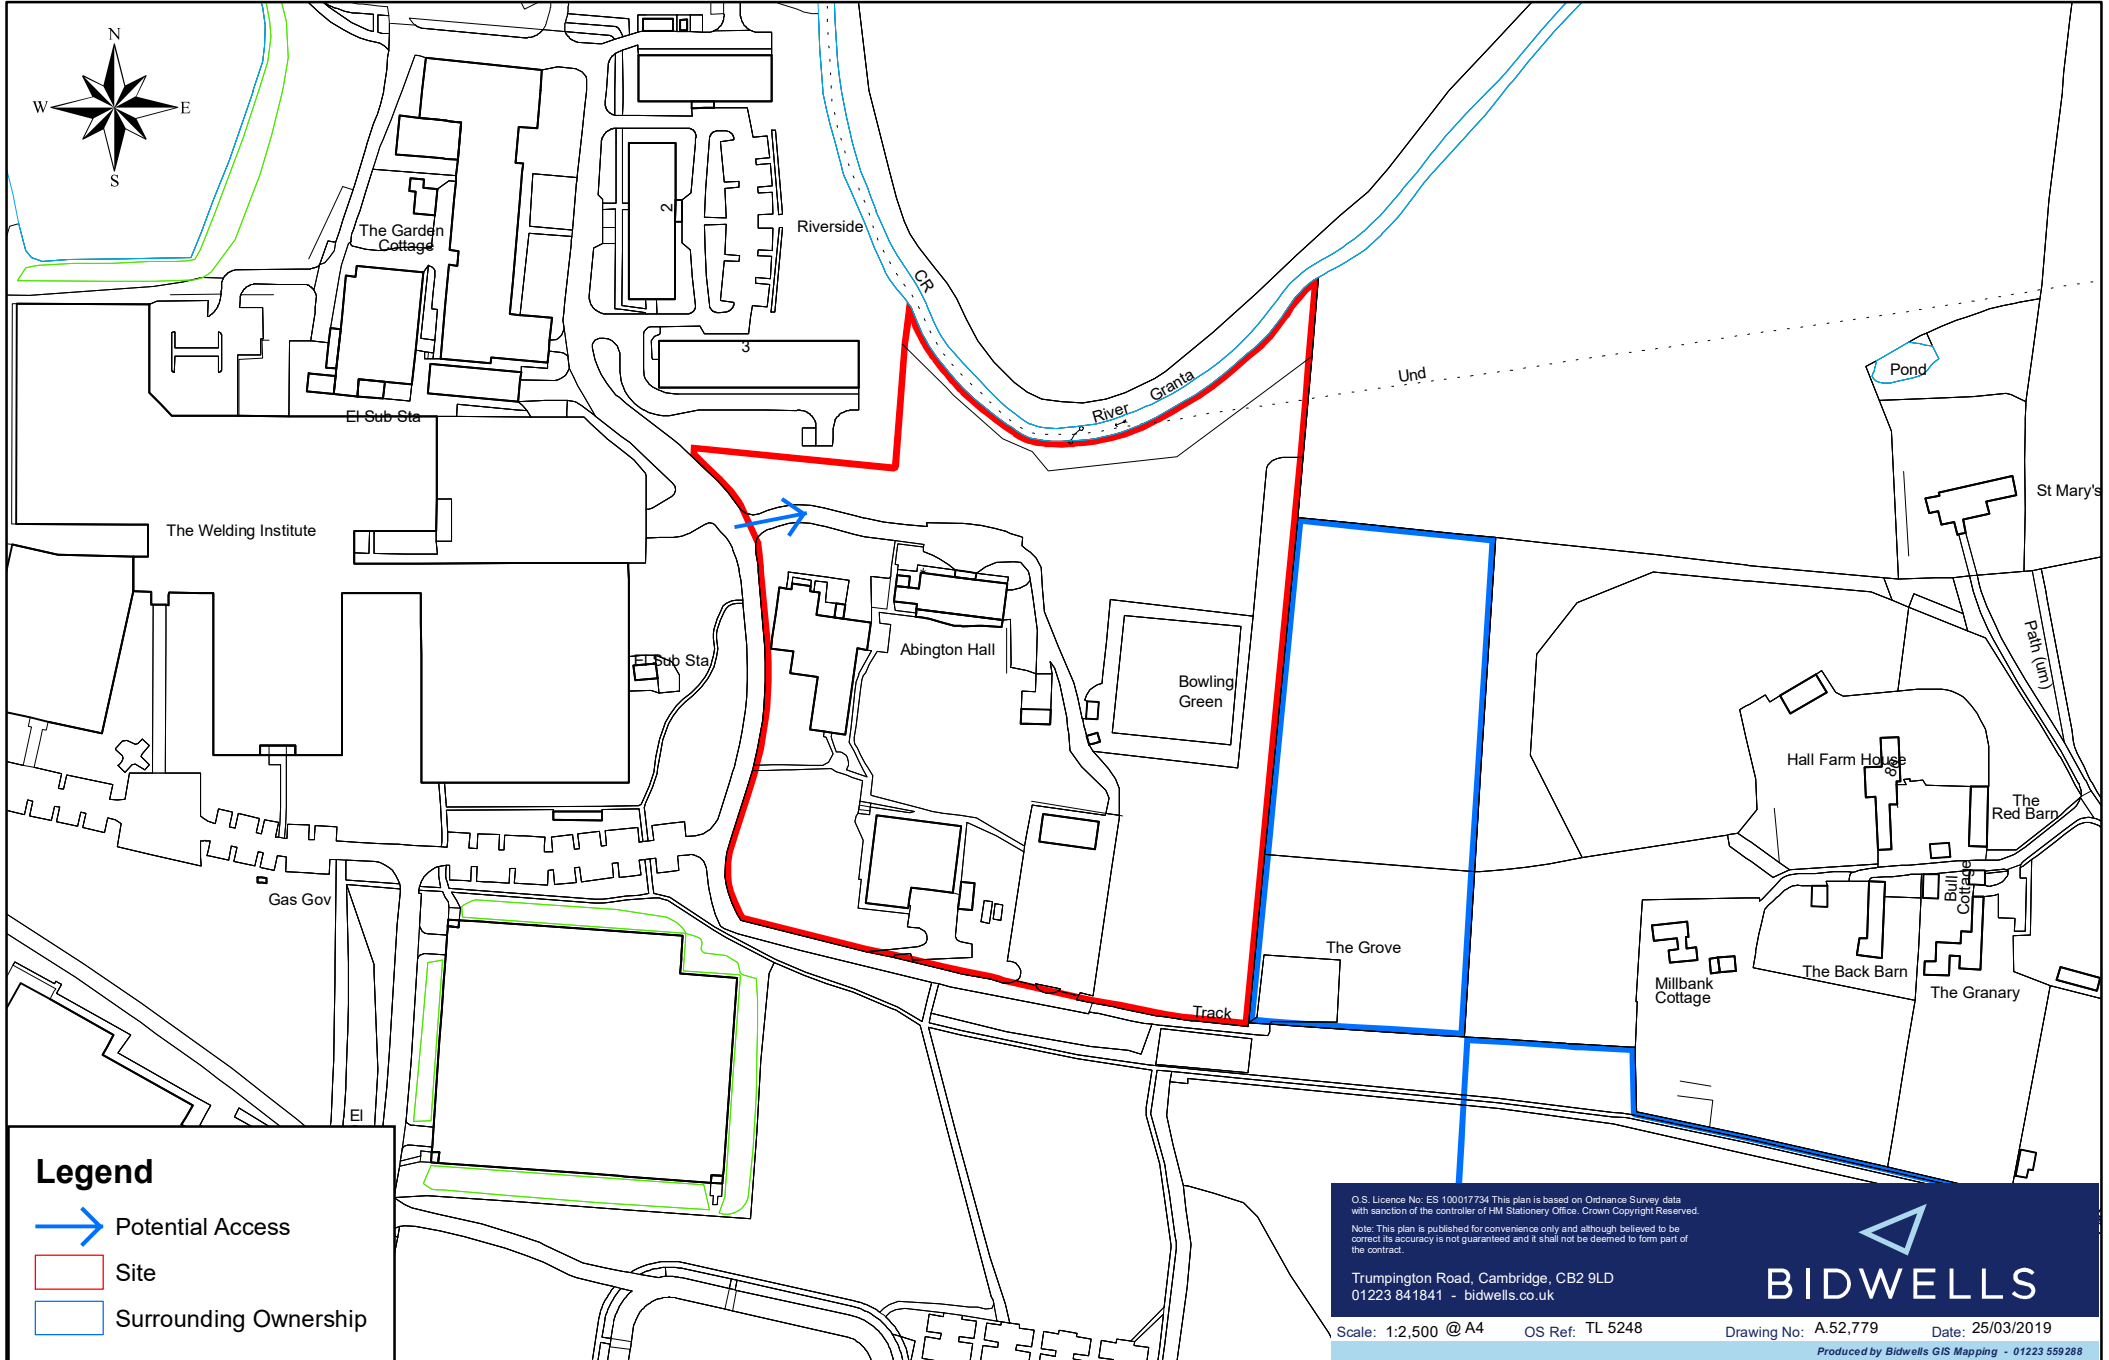 N
W
E
S
The Garden
Cottage
2
Riverside
CR
3
El Sub Sta
River Granta
Und
Pond
St Mary's
The Welding Institute
Path (um)
El Sub Sta
Abington Hall
Bowling
Green
Hall Farm House
The
Red Barn
Bull
Cottage
Gas Gov
The Grove
Millbank
Cottage
The Back Barn
The Granary
Track
El
Legend
Potential Access
Site
Surrounding Ownership
O.S. Licence No: ES 100017734 This plan is based on Ordnance Survey data
with sanction of the controller of HM Stationery Office. Crown Copyright Reserved.
Note: This plan is published for convenience only and although believed to be
correct its accuracy is not guaranteed and it shall not be deemed to form part of
the contract.
Trumpington Road, Cambridge, CB2 9LD
01223 841841 - bidwells.co.uk
BIDWELLS
Scale: 1:2,500 @ A4 OS Ref: TL 5248 Drawing No: A.52,779 Date: 25/03/2019
Produced by Bidwells GIS Mapping - 01223 559288